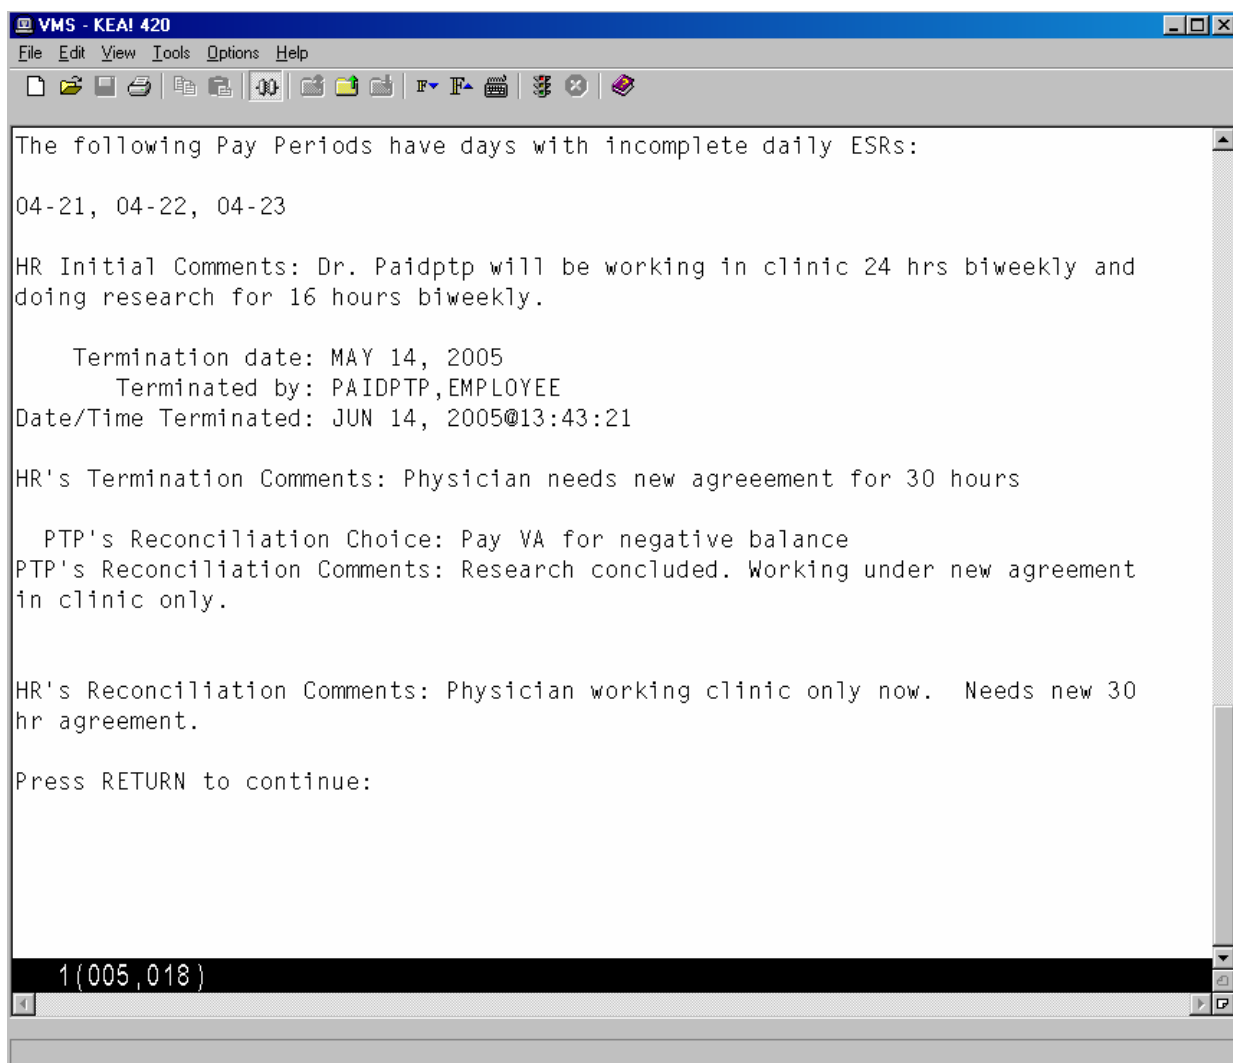 VMS - KEA! 420
File Edit View Tools Options Help
The following Pay Periods have days with incomplete daily ESRs:
04-21, 04-22, 04-23
HR Initial Comments: Dr. Paidptp will be working in clinic 24 hrs biweekly and
doing research for 16 hours biweekly.
Termination date: MAY 14, 2005
Terminated by: PAIDPTP,EMPLOYEE
Date/Time Terminated: JUN 14, 2005@13:43:21
HR's Termination Comments: Physician needs new agreeement for 30 hours
PTP's Reconciliation Choice: Pay VA for negative balance
PTP's Reconciliation Comments: Research concluded. Working under new agreement
in clinic only.
HR's Reconciliation Comments: Physician working clinic only now.  Needs new 30
hr agreement.
Press RETURN to continue:
1(005,018)